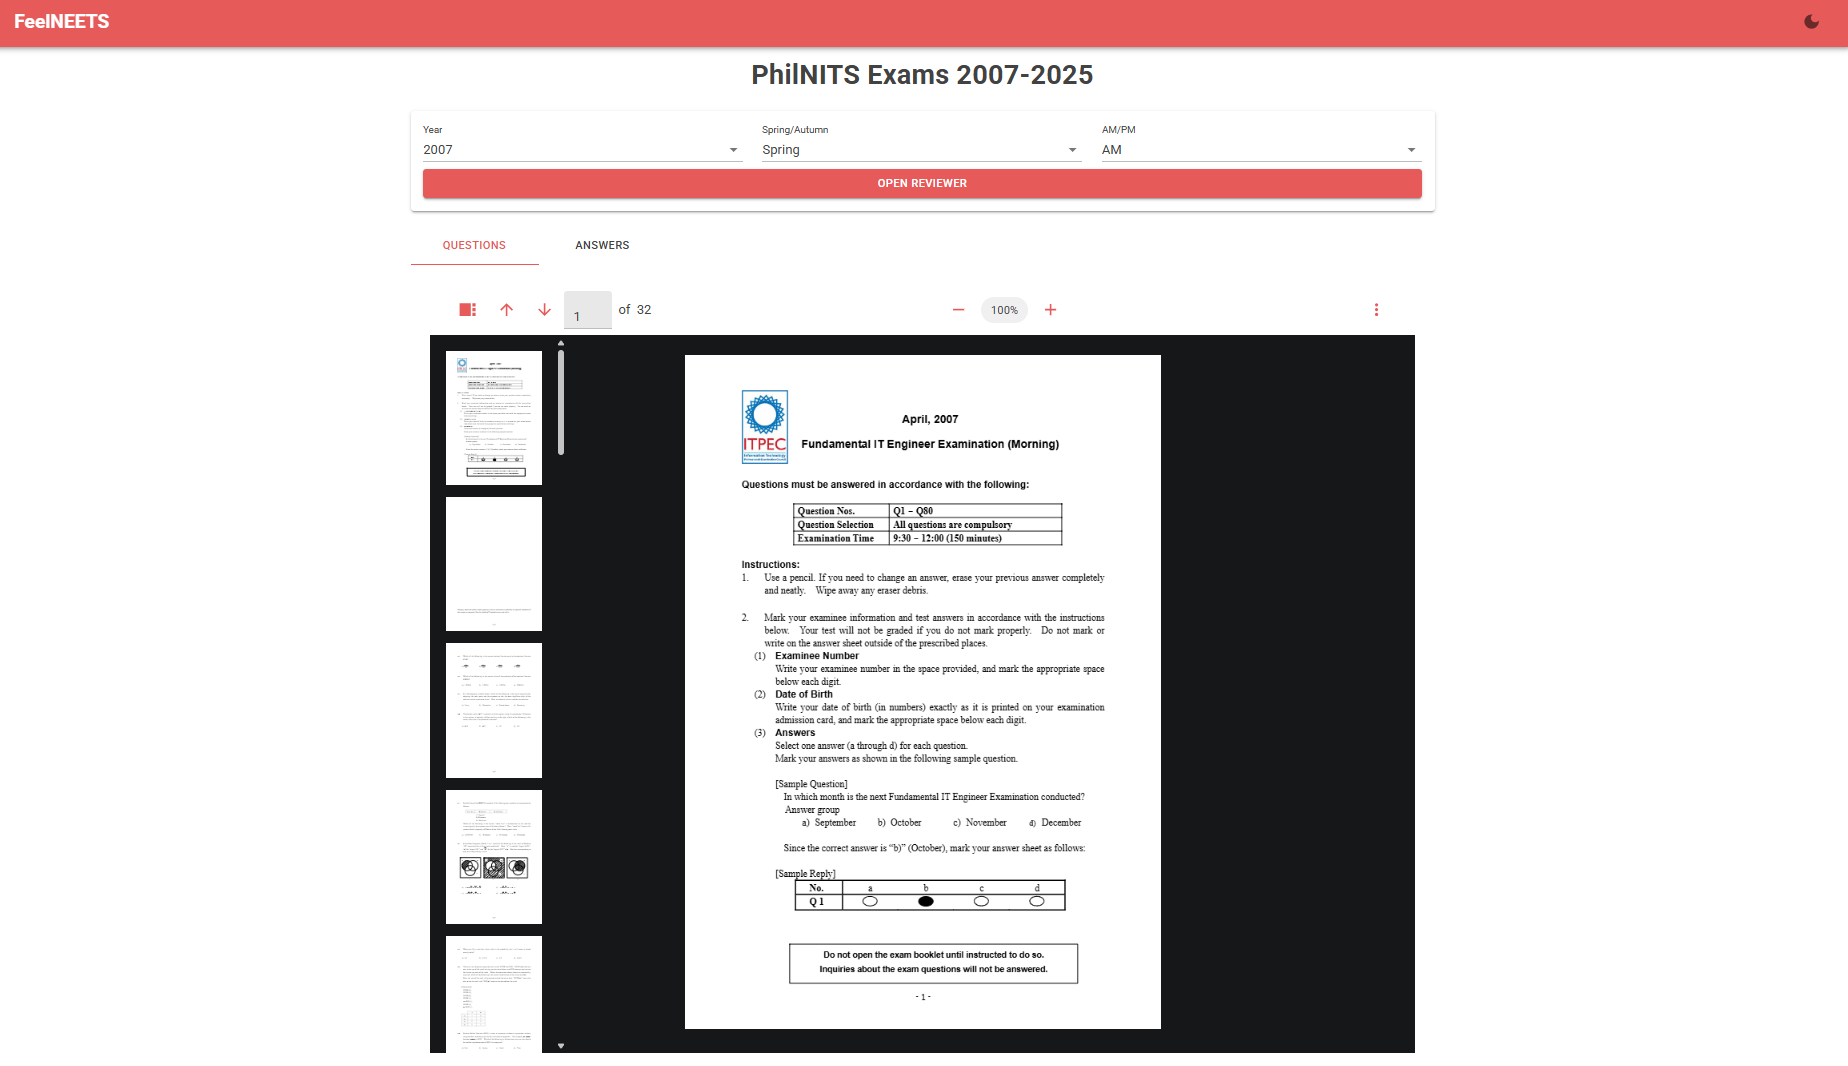 FeelNEETS
PhilNITS Exams 2007-2025
Year
Spring/Autumn
AM/PM
2007
Spring
AM
OPEN REVIEWER
QUESTIONS
ANSWERS
1 of 32
100%
ITPEC
April, 2007
Fundamental IT Engineer Examination (Morning)
Questions must be answered in accordance with the following:
Question Nos. Q1 – Q80
Question Selection All questions are compulsory
Examination Time 9:30 – 12:00 (150 minutes)
Instructions:
1. Use a pencil. If you need to change an answer, erase your previous answer completely
and neatly. Wipe away any eraser debris.
2. Mark your examinee information and test answers in accordance with the instructions
below. Your test will not be graded if you do not mark properly. Do not mark or
write on the answer sheet outside of the prescribed places.
(1) Examinee Number
Write your examinee number in the space provided, and mark the appropriate space
below each digit.
(2) Date of Birth
Write your date of birth (in numbers) exactly as it is printed on your examination
admission card, and mark the appropriate space below each digit.
(3) Answers
Select one answer (a through d) for each question.
Mark your answers as shown in the following sample question.
[Sample Question]
In which month is the next Fundamental IT Engineer Examination conducted?
Answer group
a) September b) October c) November d) December
Since the correct answer is “b)” (October), mark your answer sheet as follows:
[Sample Reply]
No. a b c d
Q 1
Do not open the exam booklet until instructed to do so.
Inquiries about the exam questions will not be answered.
- 1 -